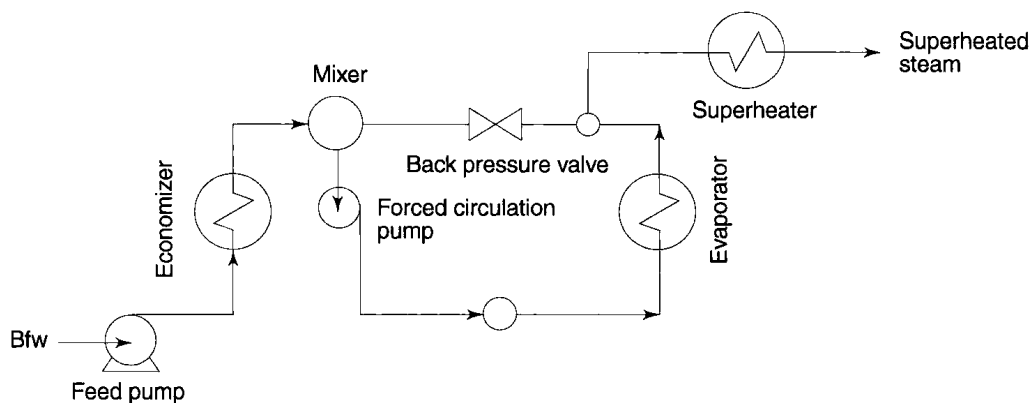 Superheated
steam
Mixer
Superheater
Back pressure valve
Economizer
Forced circulation
pump
Evaporator
Bfw
Feed pump